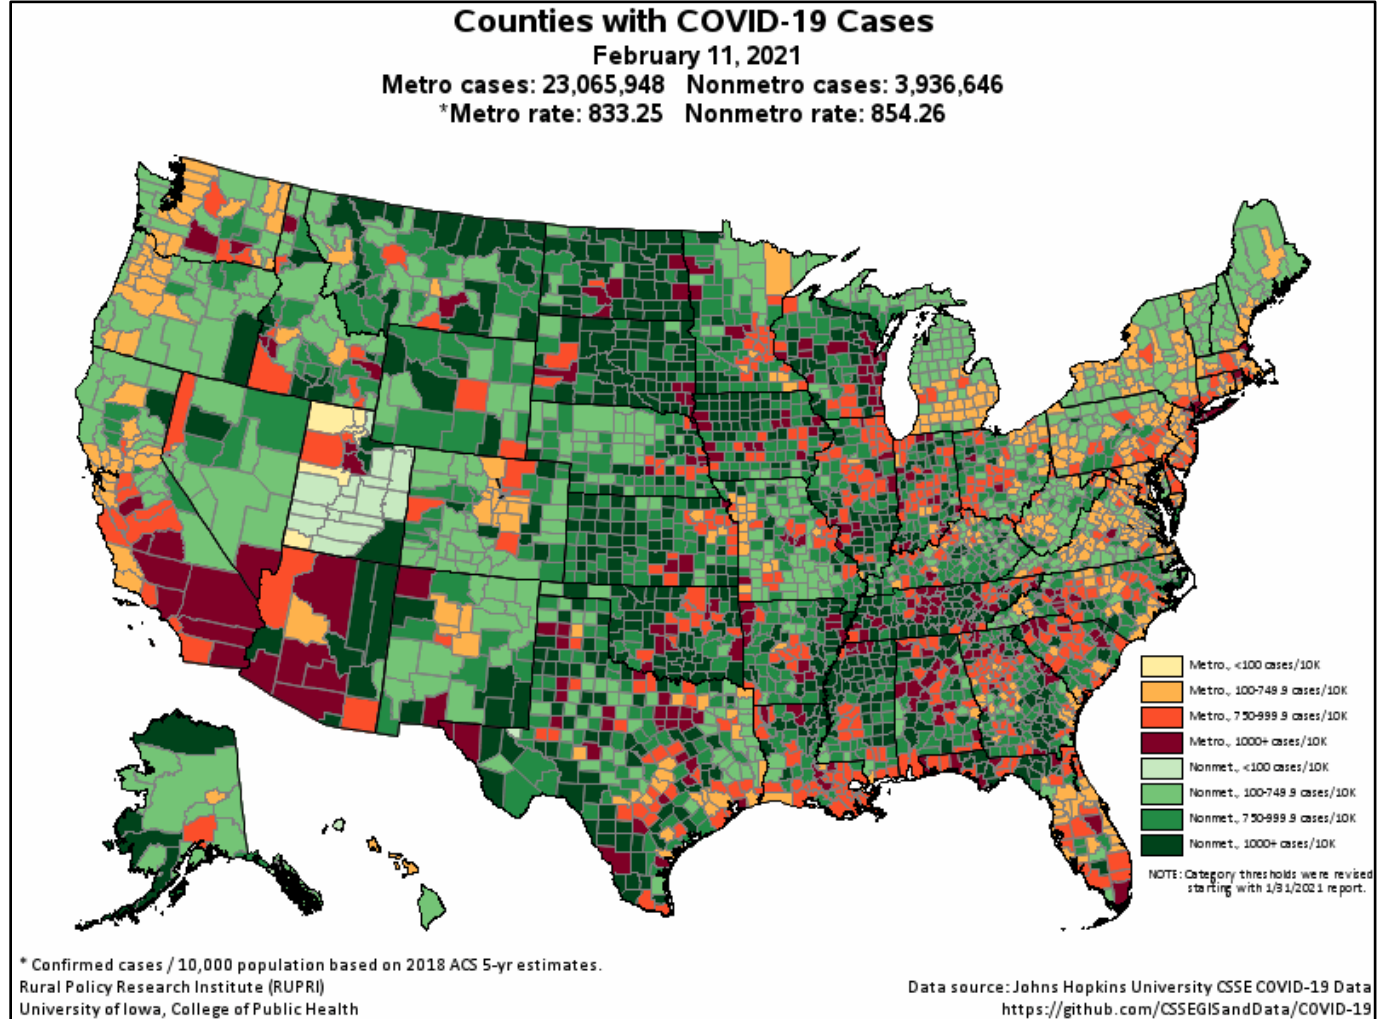 Counties with COVID-19 Cases
February 11, 2021
Metro cases: 23,065,948 Nonmetro cases: 3,936,646
*Metro rate: 833.25 Nonmetro rate: 854.26
Metro., <100 cases/10K
Metro., 100-749.9 cases/10K
Metro., 750-999.9 cases/10K
Metro., 1000+ cases/10K
Nonmet., <100 cases/10K
Nonmet., 100-749.9 cases/10K
Nonmet., 750-999.9 cases/10K
Nonmet., 1000+ cases/10K
NOTE: Category thresholds were revised
starting with 1/31/2021 report.
* Confirmed cases / 10,000 population based on 2018 ACS 5-yr estimates.
Rural Policy Research Institute (RUPRI)
University of Iowa, College of Public Health
Data source: Johns Hopkins University CSSE COVID-19 Data
https://github.com/CSSEGISandData/COVID-19